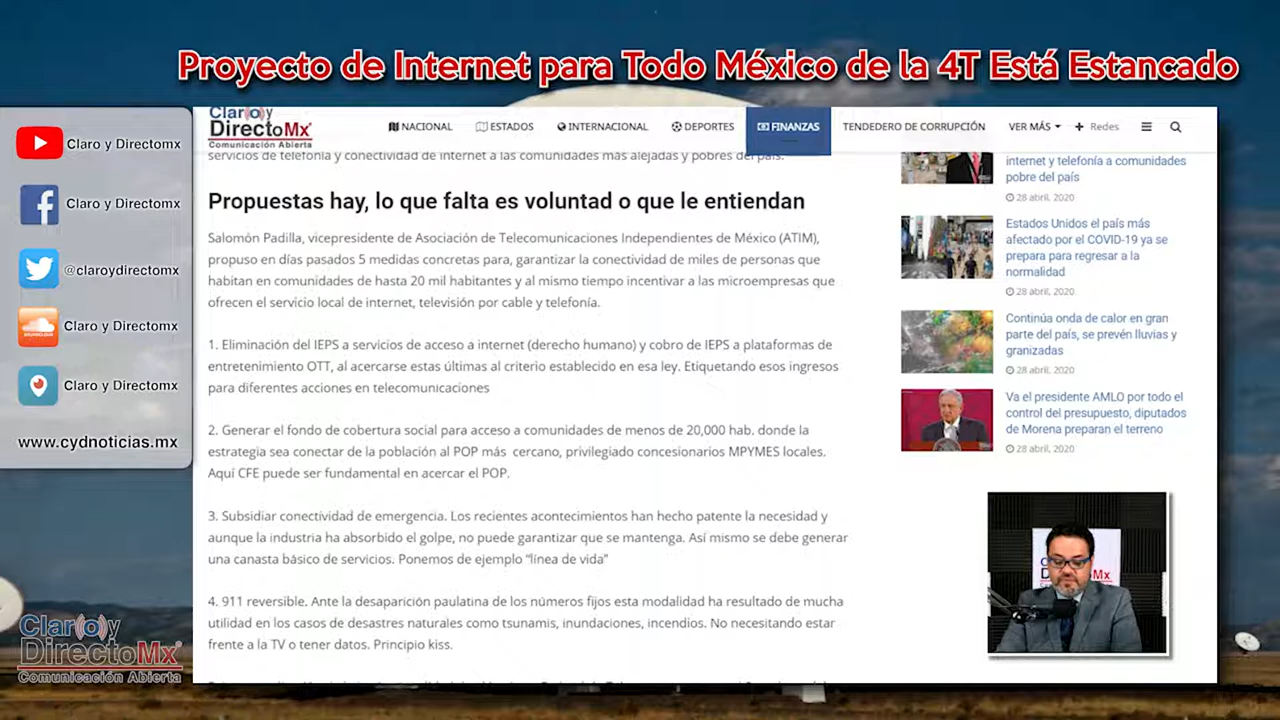 Proyecto de Internet para Todo México de la 4T Está Estancado
Claro y Directomx
Claro y Directomx
@claroydirectomx
Claro y Directomx
Claro y Directomx
www.cydnoticias.mx
Claro y
DirectoMx
Comunicación Abierta
NACIONAL
ESTADOS
INTERNACIONAL
DEPORTES
FINANZAS
TENDEDERO DE CORRUPCIÓN
VER MÁS
Redes
servicios de telefonía y conectividad de internet a las comunidades más alejadas y pobres del país.
Propuestas hay, lo que falta es voluntad o que le entiendan
Salomón Padilla, vicepresidente de Asociación de Telecomunicaciones Independientes de México (ATIM),
propuso en días pasados 5 medidas concretas para, garantizar la conectividad de miles de personas que
habitan en comunidades de hasta 20 mil habitantes y al mismo tiempo incentivar a las microempresas que
ofrecen el servicio local de internet, televisión por cable y telefonía.
1. Eliminación del IEPS a servicios de acceso a internet (derecho humano) y cobro de IEPS a plataformas de
entretenimiento OTT, al acercarse estas últimas al criterio establecido en esa ley. Etiquetando esos ingresos
para diferentes acciones en telecomunicaciones
2. Generar el fondo de cobertura social para acceso a comunidades de menos de 20,000 hab. donde la
estrategia sea conectar de la población al POP más cercano, privilegiado concesionarios MPYMES locales.
Aquí CFE puede ser fundamental en acercar el POP.
3. Subsidiar conectividad de emergencia. Los recientes acontecimientos han hecho patente la necesidad y
aunque la industria ha absorbido el golpe, no puede garantizar que se mantenga. Así mismo se debe generar
una canasta básico de servicios. Ponemos de ejemplo “línea de vida”
4. 911 reversible. Ante la desaparición paulatina de los números fijos esta modalidad ha resultado de mucha
utilidad en los casos de desastres naturales como tsunamis, inundaciones, incendios. No necesitando estar
frente a la TV o tener datos. Principio kiss.
internet y telefonía a comunidades
pobre del país
28 abril, 2020
Estados Unidos el país más
afectado por el COVID-19 ya se
prepara para regresar a la
normalidad
28 abril, 2020
Continúa onda de calor en gran
parte del país, se prevén lluvias y
granizadas
28 abril, 2020
Va el presidente AMLO por todo el
control del presupuesto, diputados
de Morena preparan el terreno
28 abril, 2020
Claro y
DirectoMx
Comunicación Abierta